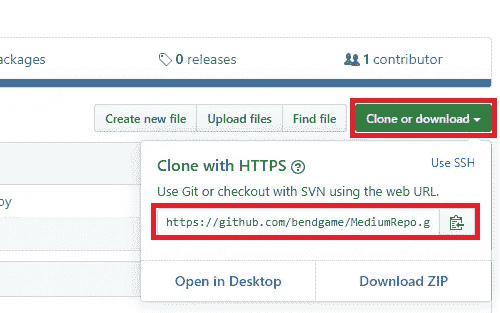 ackages 0 releases 1 contributor
Create new file Upload files Find file Clone or download
Clone with HTTPS ? Use SSH
Use Git or checkout with SVN using the web URL.
by
https://github.com/bendgame/MediumRepo.g
Open in Desktop Download ZIP